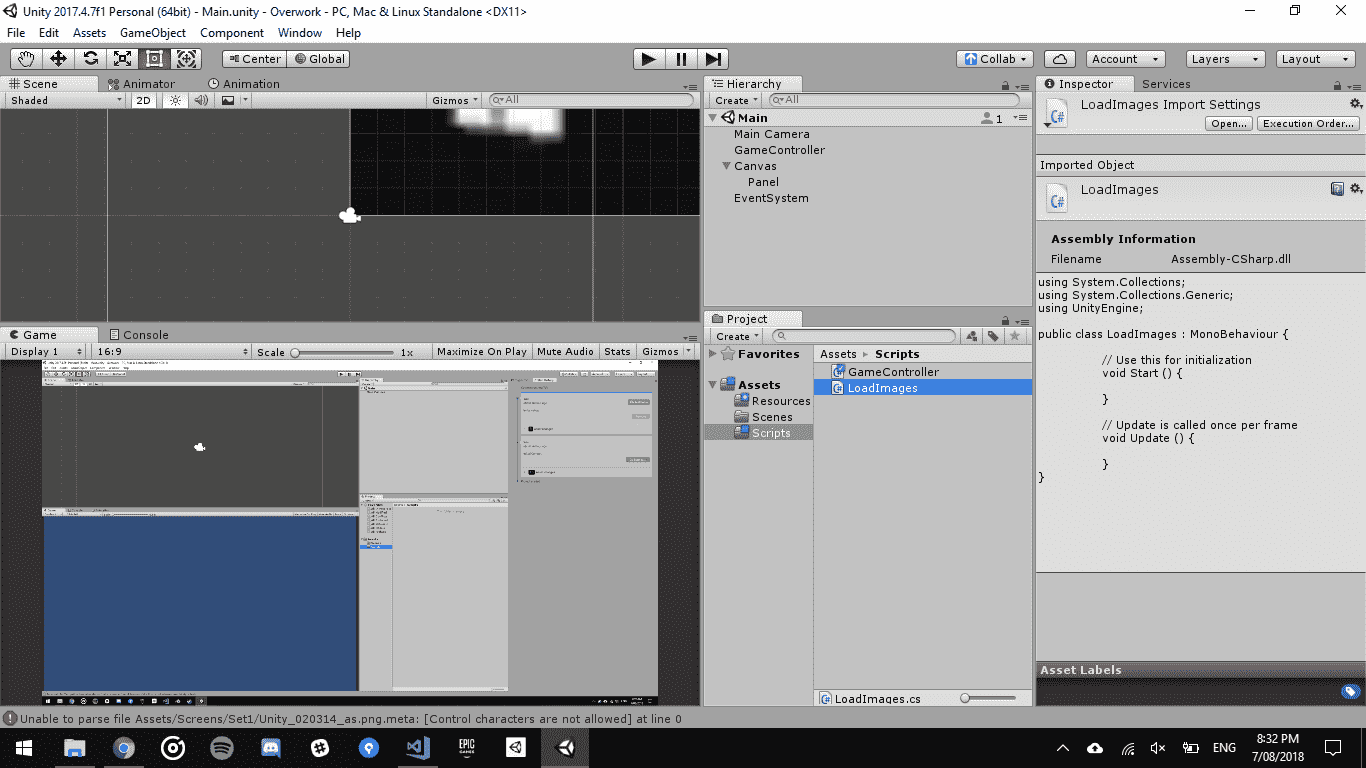 Unity 2017.4.7f1 Personal (64bit) - Main.unity - Overwork - PC, Mac & Linux Standalone <DX11>
File Edit Assets GameObject Component Window Help
Center Global
Collab
Account
Layers
Layout
Scene Animator Animation
Shaded 2D Gizmos All
Hierarchy
Create All
Main 1
Main Camera
GameController
Canvas
Panel
EventSystem
Game Console
Display 1 16:9 Scale 1x Maximize On Play Mute Audio Stats Gizmos
Project
Create
Favorites
Assets
Resources
Scenes
Scripts
Assets Scripts
GameController
LoadImages
LoadImages.cs
Inspector Services
LoadImages Import Settings
Open... Execution Order...
Imported Object
LoadImages
Assembly Information
Filename Assembly-CSharp.dll
using System.Collections;
using System.Collections.Generic;
using UnityEngine;
public class LoadImages : MonoBehaviour {
// Use this for initialization
void Start () {
}
// Update is called once per frame
void Update () {
}
}
Asset Labels
Unable to parse file Assets/Screens/Set1/Unity_020314_as.png.meta: [Control characters are not allowed] at line 0
EPIC
GAMES
ENG
8:32 PM
7/08/2018